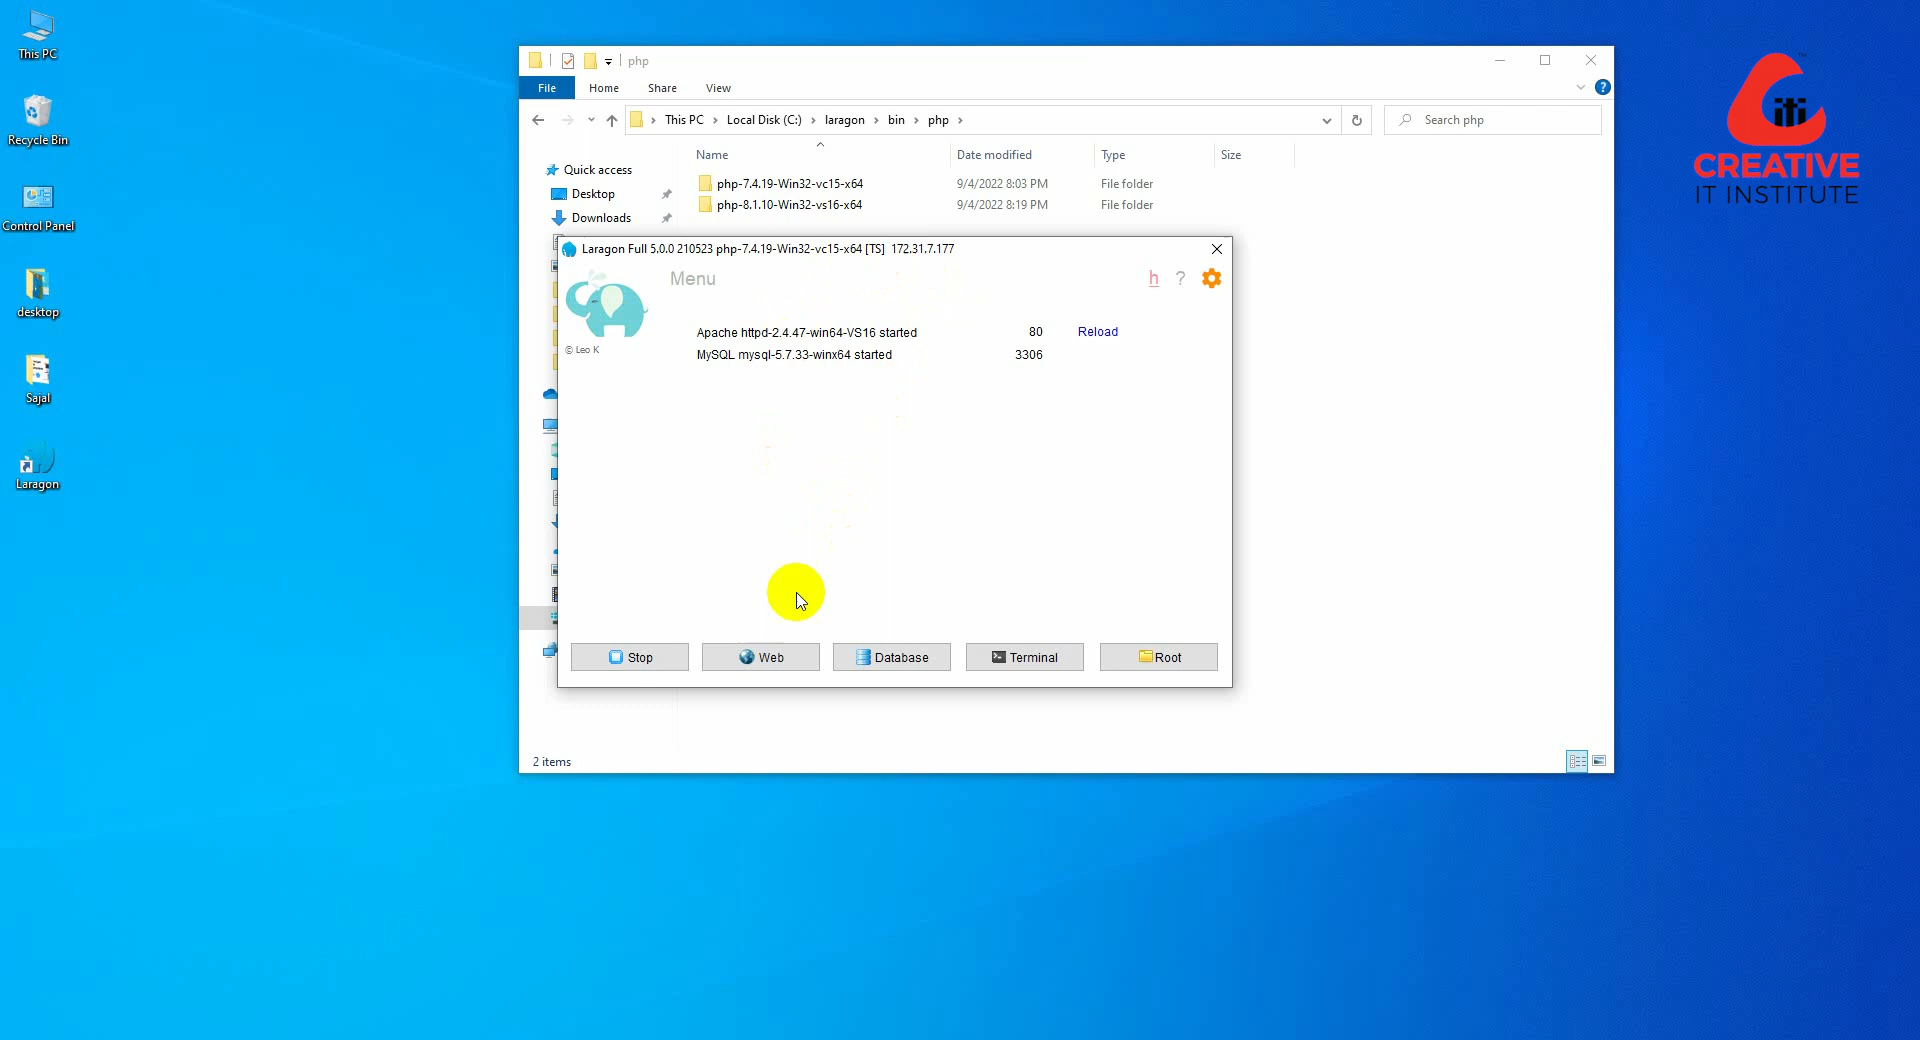 This PC
Recycle Bin
Control Panel
desktop
Sajal
Laragon
php
File Home Share View
This PC Local Disk (C:) laragon bin php
Search php
Name Date modified Type Size
Quick access
Desktop
Downloads
php-7.4.19-Win32-vc15-x64 9/4/2022 8:03 PM File folder
php-8.1.10-Win32-vs16-x64 9/4/2022 8:19 PM File folder
Laragon Full 5.0.0 210523 php-7.4.19-Win32-vc15-x64 [TS] 172.31.7.177
Menu
h ?
© Leo K
Apache httpd-2.4.47-win64-VS16 started 80 Reload
MySQL mysql-5.7.33-winx64 started 3306
Stop Web Database Terminal Root
2 items
iti
CREATIVE
IT INSTITUTE